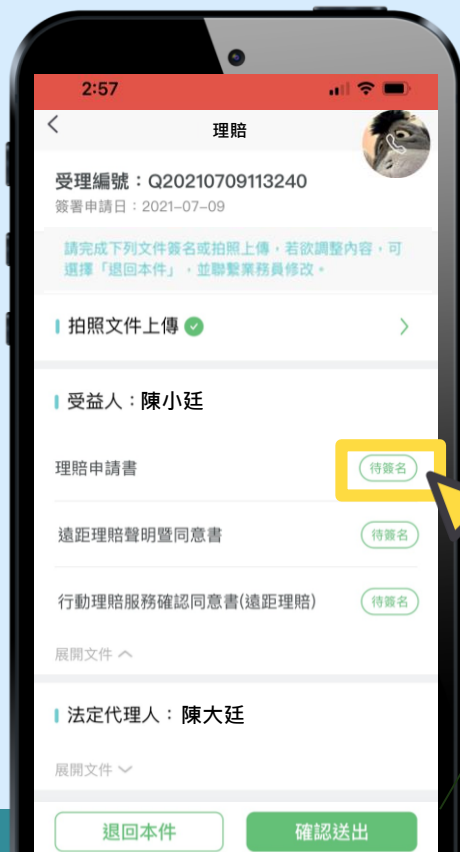 2:57
理賠
受理編號：Q20210709113240
簽署申請日：2021-07-09
請完成下列文件簽名或拍照上傳，若欲調整內容，可
選擇「退回本件」，並聯繫業務員修改。
拍照文件上傳
受益人：陳小廷
理賠申請書
待簽名
遠距理賠聲明暨同意書
待簽名
行動理賠服務確認同意書(遠距理賠)
待簽名
展開文件
法定代理人：陳大廷
展開文件
退回本件
確認送出